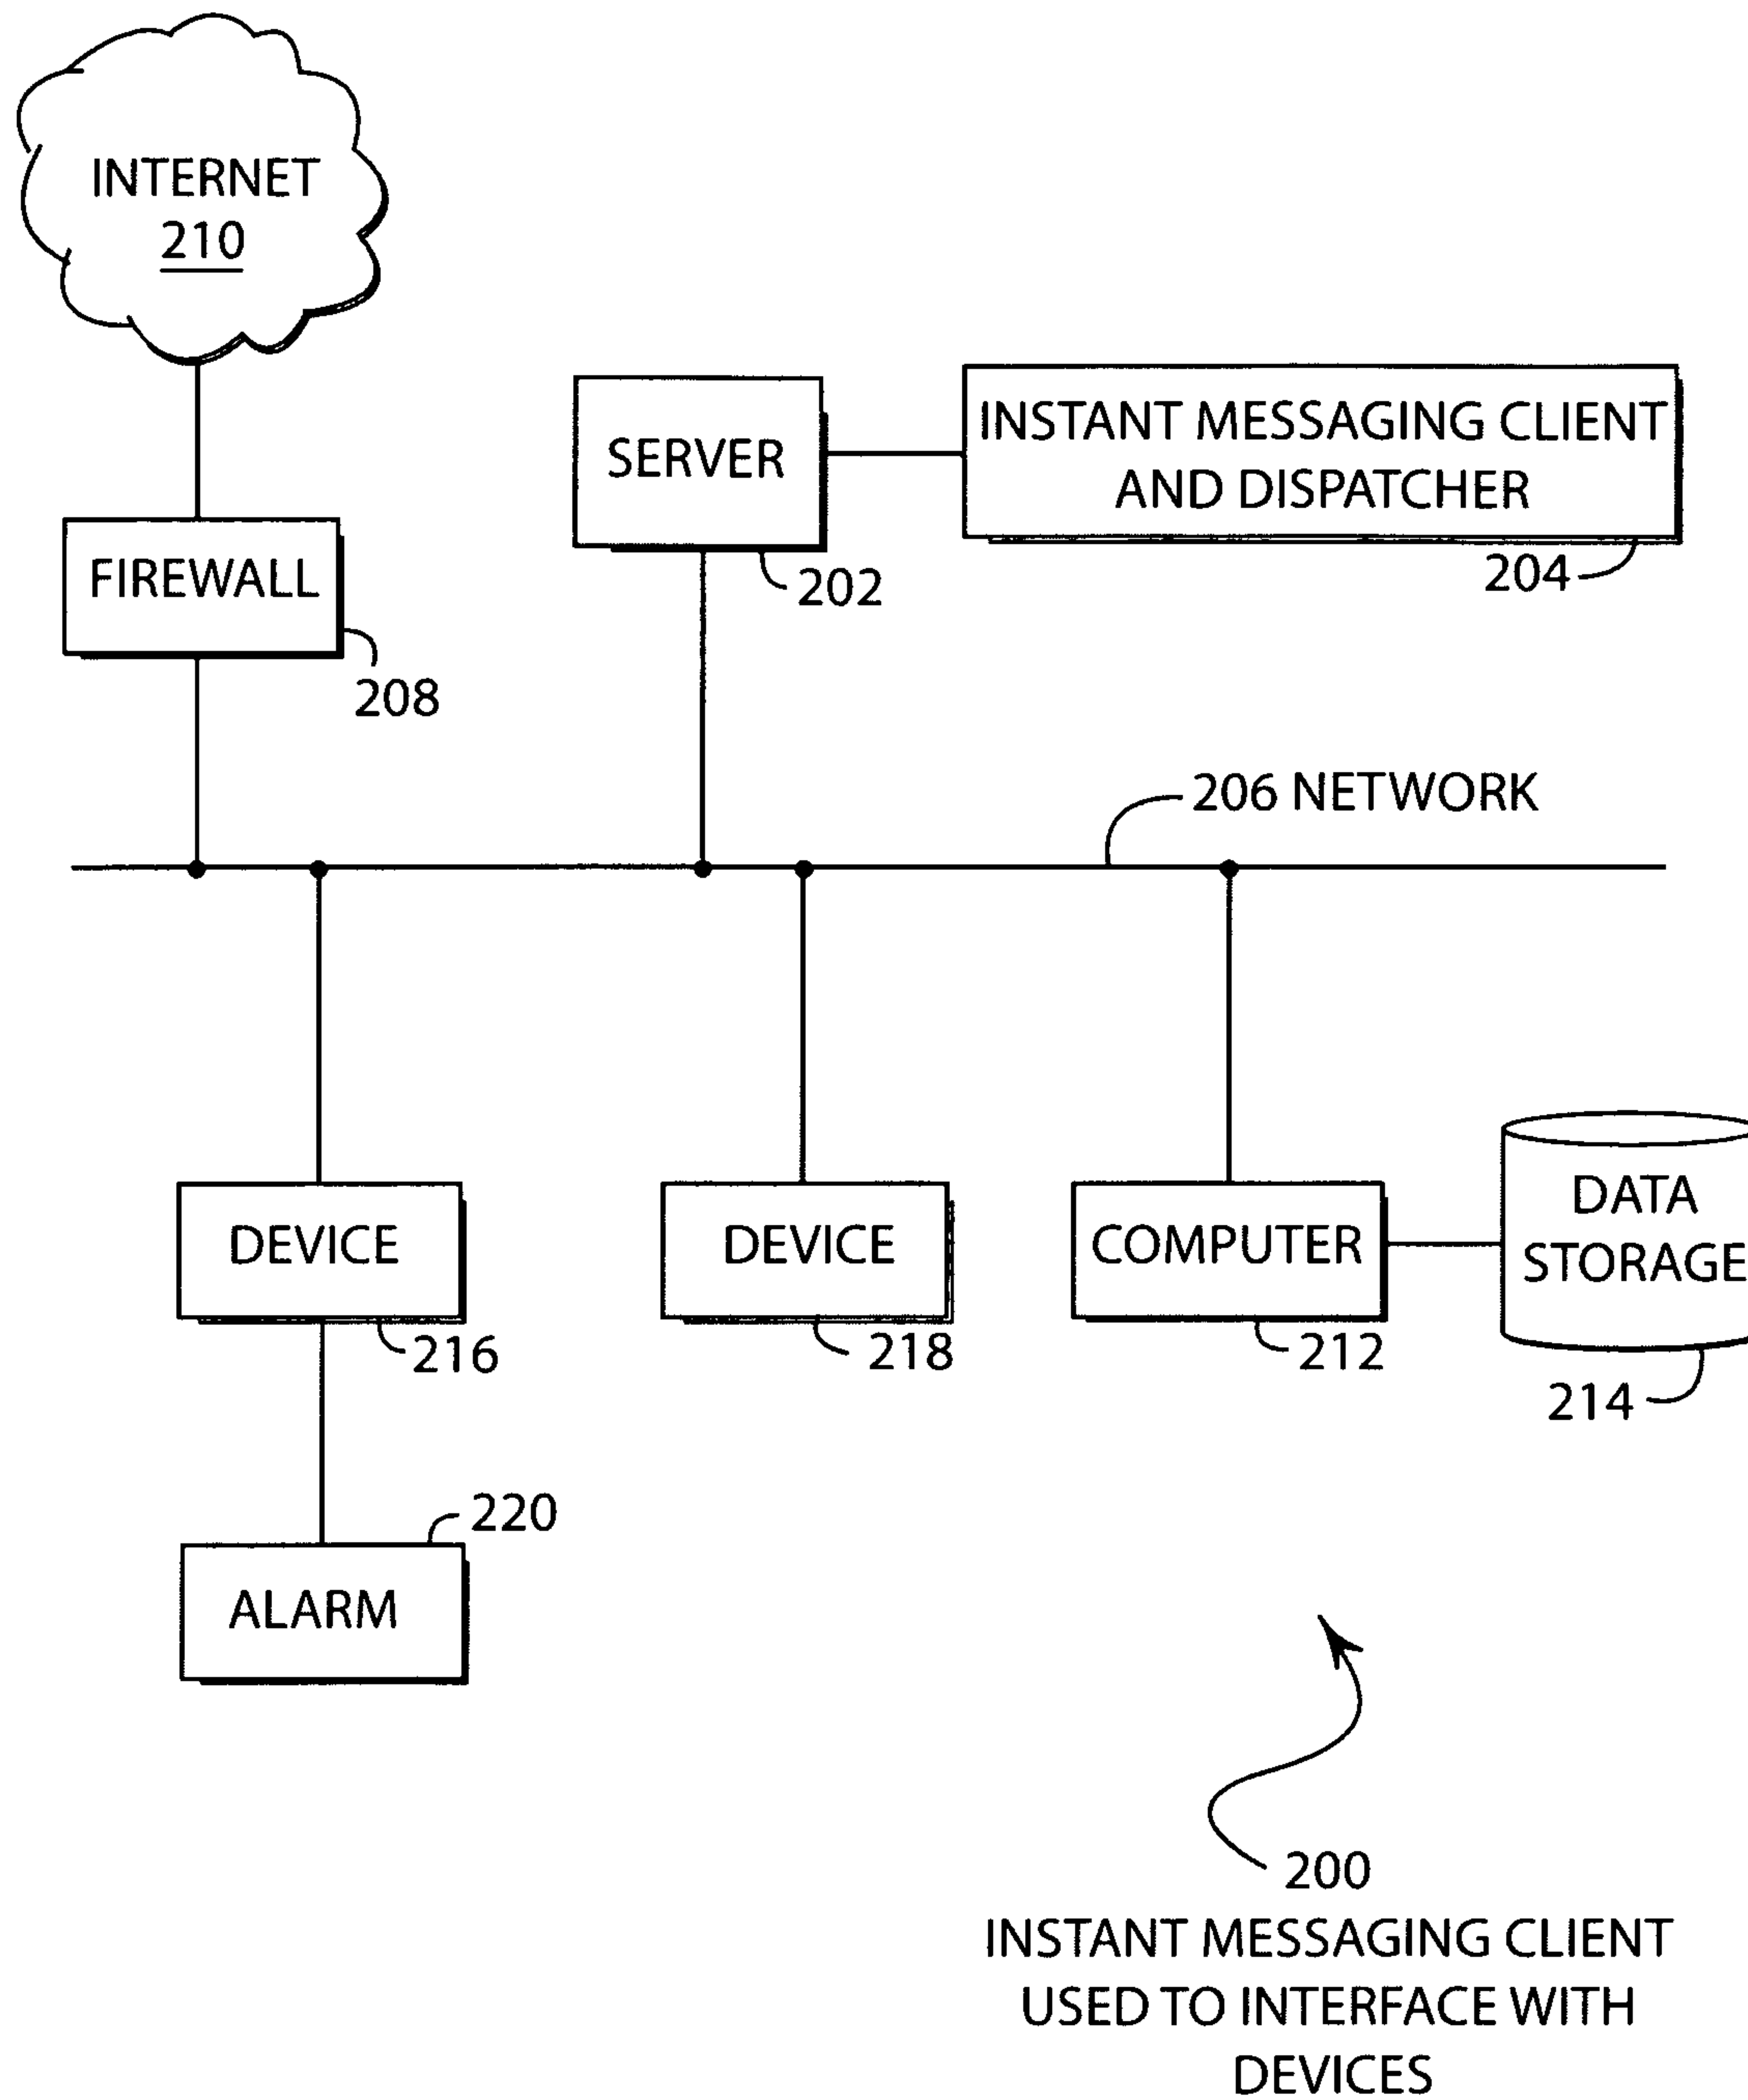 INTERNET
210
SERVER
INSTANT MESSAGING CLIENT
AND DISPATCHER
204
202
FIREWALL
208
206 NETWORK
DEVICE
216
DEVICE
218
COMPUTER
212
DATA
STORAGE
214
220
ALARM
200
INSTANT MESSAGING CLIENT
USED TO INTERFACE WITH
DEVICES